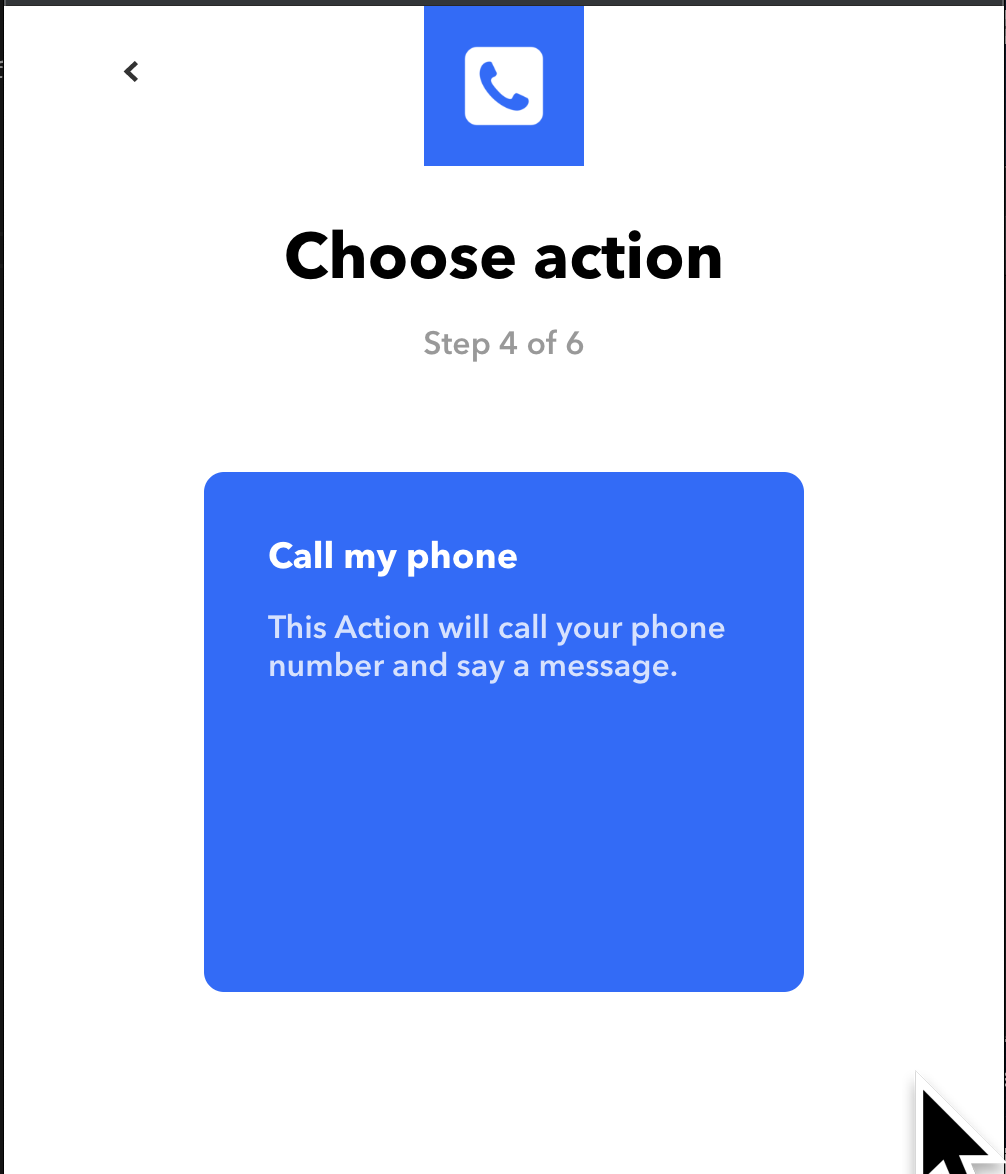 Choose action
Step 4 of 6
Call my phone
This Action will call your phone
number and say a message.